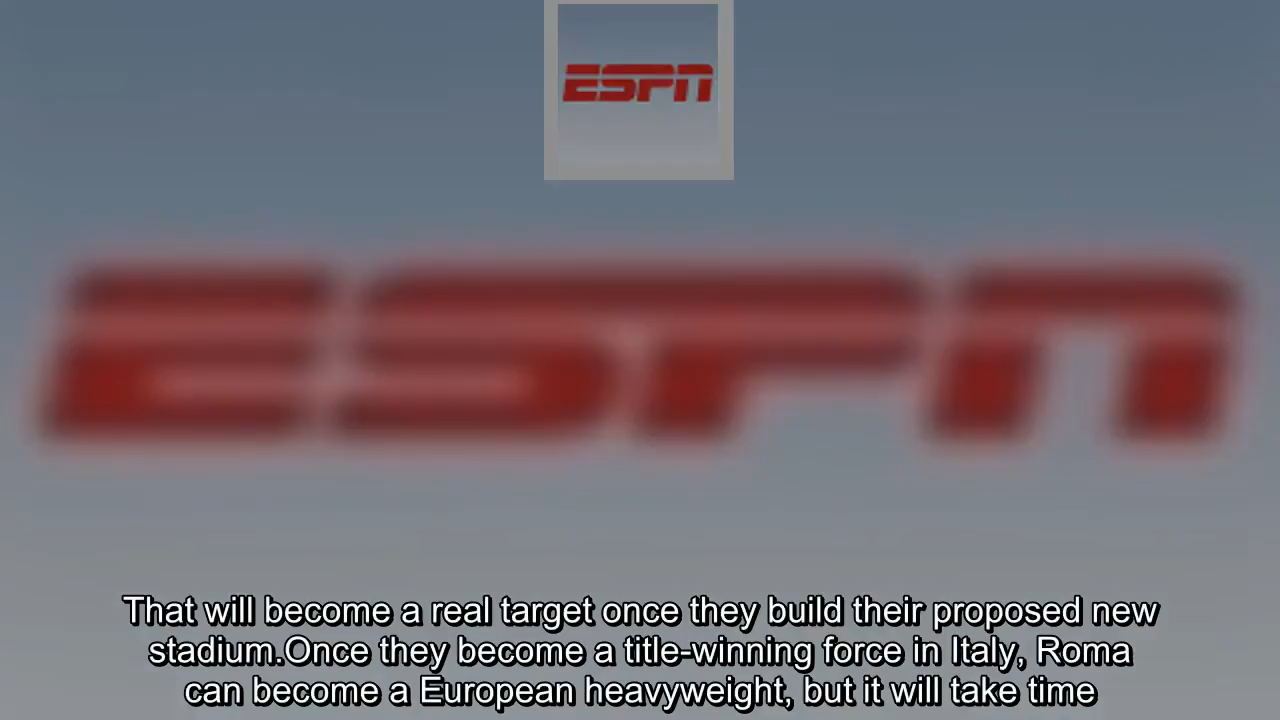 ESPN
ESPN
That will become a real target once they build their proposed new
stadium.Once they become a title-winning force in Italy, Roma
can become a European heavyweight, but it will take time